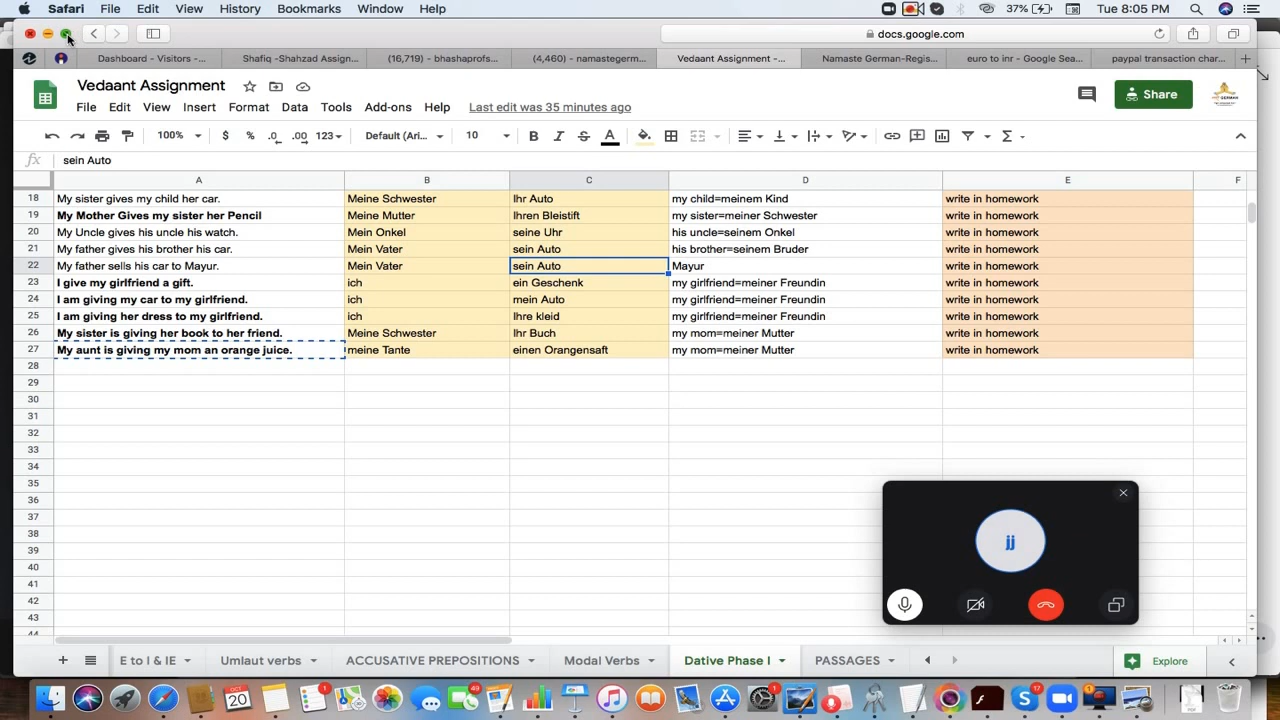 Safari File Edit View History Bookmarks Window Help 37% Tue 8:05 PM
docs.google.com
Dashboard - Visitors -... Shafiq -Shahzad Assign... (16,719) - bhashaprofs... (4,460) - namastegerm... Vedaant Assignment -... Namaste German-Regis... euro to inr - Google Sea... paypal transaction char...
Vedaant Assignment
File Edit View Insert Format Data Tools Add-ons Help Last edit was 35 minutes ago
Share
100% $ % .0 .00 123 Default (Ari... 10 B I S A
fx sein Auto
A B C D E F
18 My sister gives my child her car. Meine Schwester Ihr Auto my child=meinem Kind write in homework
19 My Mother Gives my sister her Pencil Meine Mutter Ihren Bleistift my sister=meiner Schwester write in homework
20 My Uncle gives his uncle his watch. Mein Onkel seine Uhr his uncle=seinem Onkel write in homework
21 My father gives his brother his car. Mein Vater sein Auto his brother=seinem Bruder write in homework
22 My father sells his car to Mayur. Mein Vater sein Auto Mayur write in homework
23 I give my girlfriend a gift. ich ein Geschenk my girlfriend=meiner Freundin write in homework
24 I am giving my car to my girlfriend. ich mein Auto my girlfriend=meiner Freundin write in homework
25 I am giving her dress to my girlfriend. ich Ihre kleid my girlfriend=meiner Freundin write in homework
26 My sister is giving her book to her friend. Meine Schwester Ihr Buch my mom=meiner Mutter write in homework
27 My aunt is giving my mom an orange juice. meine Tante einen Orangensaft my mom=meiner Mutter write in homework
28
29
30
31
32
33
34
35
36
37
38
39
40
41
42
43
44
jj
E to I & IE Umlaut verbs ACCUSATIVE PREPOSITIONS Modal Verbs Dative Phase I PASSAGES Explore
OCT
20